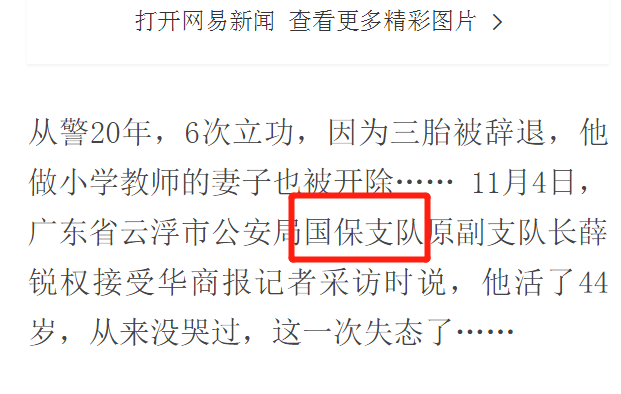 打开网易新闻 查看更多精彩图片 >
从警20年，6次立功，因为三胎被辞退，他
做小学教师的妻子也被开除…… 11月4日，
广东省云浮市公安局国保支队原副支队长薛
锐权接受华商报记者采访时说，他活了44
岁，从来没哭过，这一次失态了……